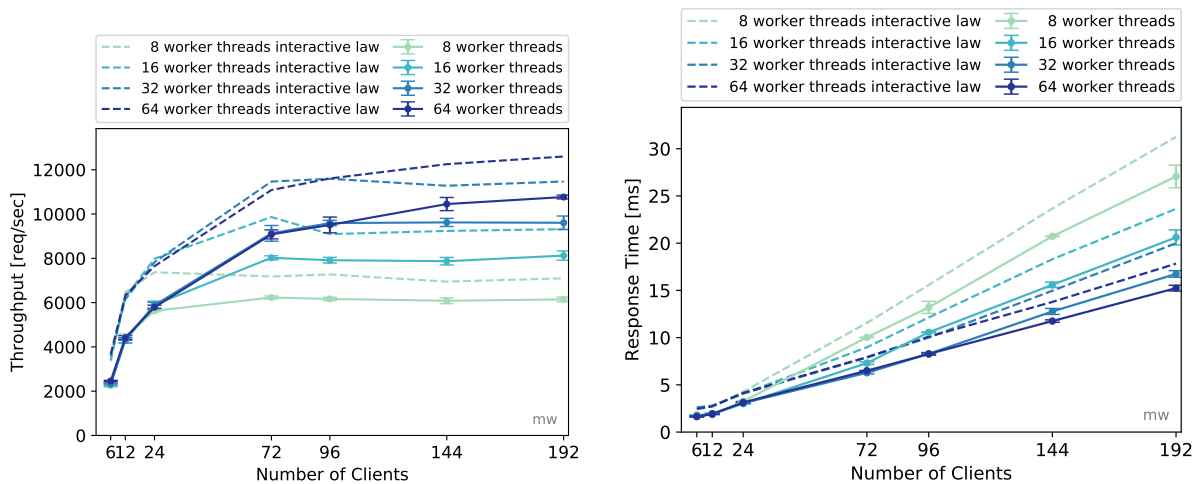 8 worker threads interactive law
16 worker threads interactive law
32 worker threads interactive law
64 worker threads interactive law
8 worker threads
16 worker threads
32 worker threads
64 worker threads
Throughput [req/sec]
12000
10000
8000
6000
4000
2000
0
mw
6 12 24 72 96 144 192
Number of Clients
8 worker threads interactive law
16 worker threads interactive law
32 worker threads interactive law
64 worker threads interactive law
8 worker threads
16 worker threads
32 worker threads
64 worker threads
Response Time [ms]
30
25
20
15
10
5
0
mw
6 12 24 72 96 144 192
Number of Clients